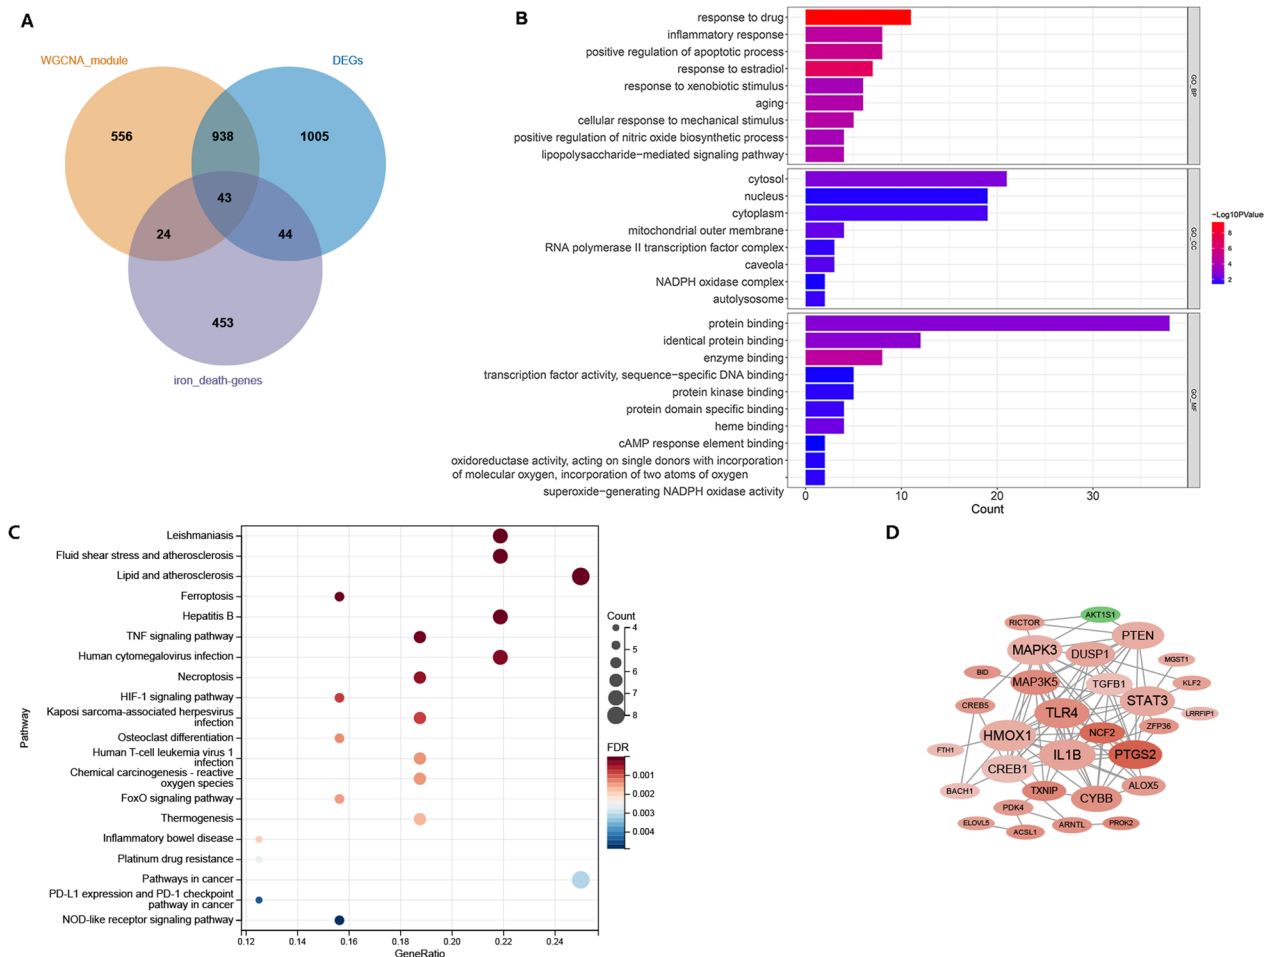 A
WGCNA_module
DEGs
556
938
1005
43
24
44
453
iron_death-genes
B
response to drug
inflammatory response
positive regulation of apoptotic process
response to estradiol
response to xenobiotic stimulus
aging
cellular response to mechanical stimulus
positive regulation of nitric oxide biosynthetic process
lipopolysaccharide−mediated signaling pathway
GO_BP
cytosol
nucleus
cytoplasm
mitochondrial outer membrane
RNA polymerase II transcription factor complex
caveola
NADPH oxidase complex
autolysosome
GO_CC
protein binding
identical protein binding
enzyme binding
transcription factor activity, sequence−specific DNA binding
protein kinase binding
protein domain specific binding
heme binding
cAMP response element binding
oxidoreductase activity, acting on single donors with incorporation
of molecular oxygen, incorporation of two atoms of oxygen
superoxide−generating NADPH oxidase activity
GO_MF
0
10
20
30
Count
−Log10PValue
8
6
4
2
C
Pathway
Leishmaniasis
Fluid shear stress and atherosclerosis
Lipid and atherosclerosis
Ferroptosis
Hepatitis B
TNF signaling pathway
Human cytomegalovirus infection
Necroptosis
HIF-1 signaling pathway
Kaposi sarcoma-associated herpesvirus
infection
Osteoclast differentiation
Human T-cell leukemia virus 1
infection
Chemical carcinogenesis - reactive
oxygen species
FoxO signaling pathway
Thermogenesis
Inflammatory bowel disease
Platinum drug resistance
Pathways in cancer
PD-L1 expression and PD-1 checkpoint
pathway in cancer
NOD-like receptor signaling pathway
0.12
0.14
0.16
0.18
0.20
0.22
0.24
GeneRatio
Count
4
5
6
7
8
FDR
0.001
0.002
0.003
0.004
D
AKT1S1
RICTOR
PTEN
MAPK3
DUSP1
MGST1
BID
MAP3K5
TGFB1
KLF2
STAT3
CREB5
TLR4
LRRFIP1
ZFP36
HMOX1
NCF2
FTH1
IL1B
PTGS2
CREB1
BACH1
TXNIP
ALOX5
CYBB
PDK4
ELOVL5
ACSL1
ARNTL
PROK2